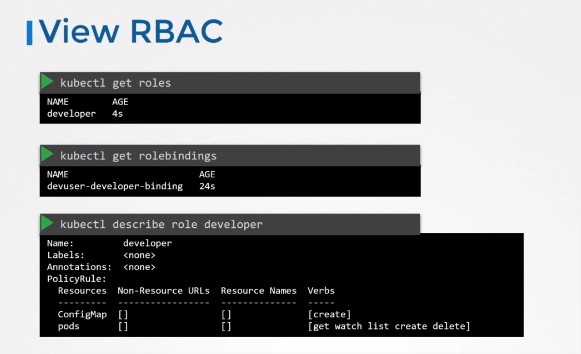 View RBAC
kubectl get roles
NAME AGE
developer 4s
kubectl get rolebindings
NAME AGE
devuser-developer-binding 24s
kubectl describe role developer
Name: developer
Labels: <none>
Annotations: <none>
PolicyRule:
Resources Non-Resource URLs Resource Names Verbs
--------- ----------------- -------------- -----
ConfigMap [] [] [create]
pods [] [] [get watch list create delete]